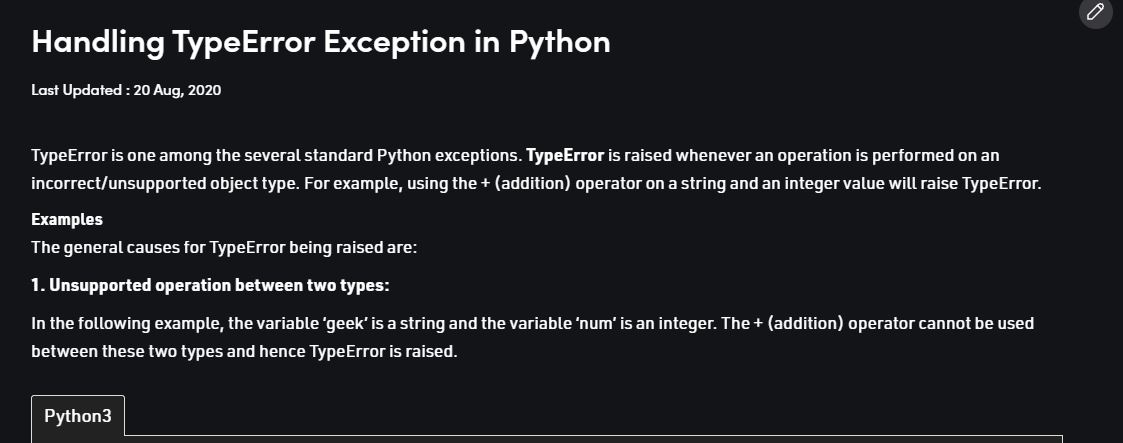 Handling TypeError Exception in Python
Last Updated : 20 Aug, 2020
TypeError is one among the several standard Python exceptions. TypeError is raised whenever an operation is performed on an
incorrect/unsupported object type. For example, using the + (addition) operator on a string and an integer value will raise TypeError.
Examples
The general causes for TypeError being raised are:
1. Unsupported operation between two types:
In the following example, the variable ‘geek’ is a string and the variable ‘num’ is an integer. The + (addition) operator cannot be used
between these two types and hence TypeError is raised.
Python3